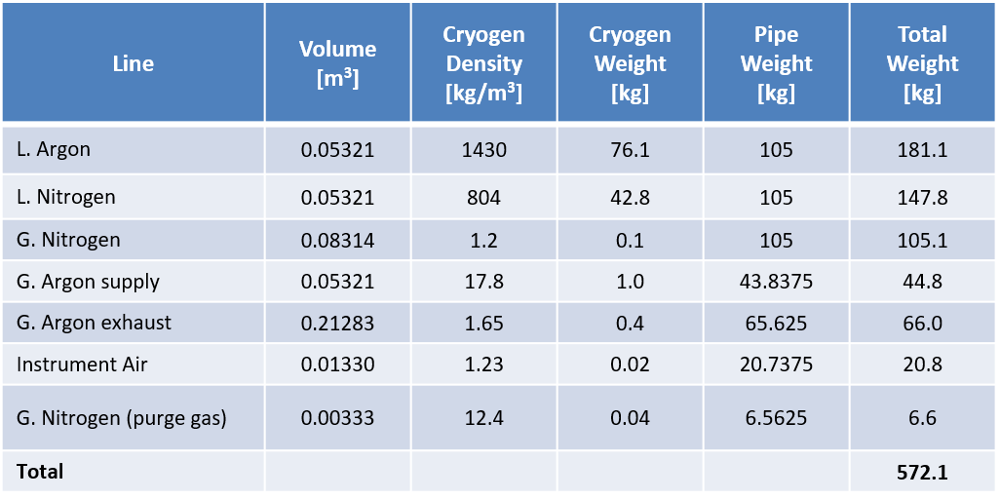 Line Volume [m³] Cryogen Density [kg/m³] Cryogen Weight [kg] Pipe Weight [kg] Total Weight [kg]
L. Argon 0.05321 1430 76.1 105 181.1
L. Nitrogen 0.05321 804 42.8 105 147.8
G. Nitrogen 0.08314 1.2 0.1 105 105.1
G. Argon supply 0.05321 17.8 1.0 43.8375 44.8
G. Argon exhaust 0.21283 1.65 0.4 65.625 66.0
Instrument Air 0.01330 1.23 0.02 20.7375 20.8
G. Nitrogen (purge gas) 0.00333 12.4 0.04 6.5625 6.6
Total 572.1